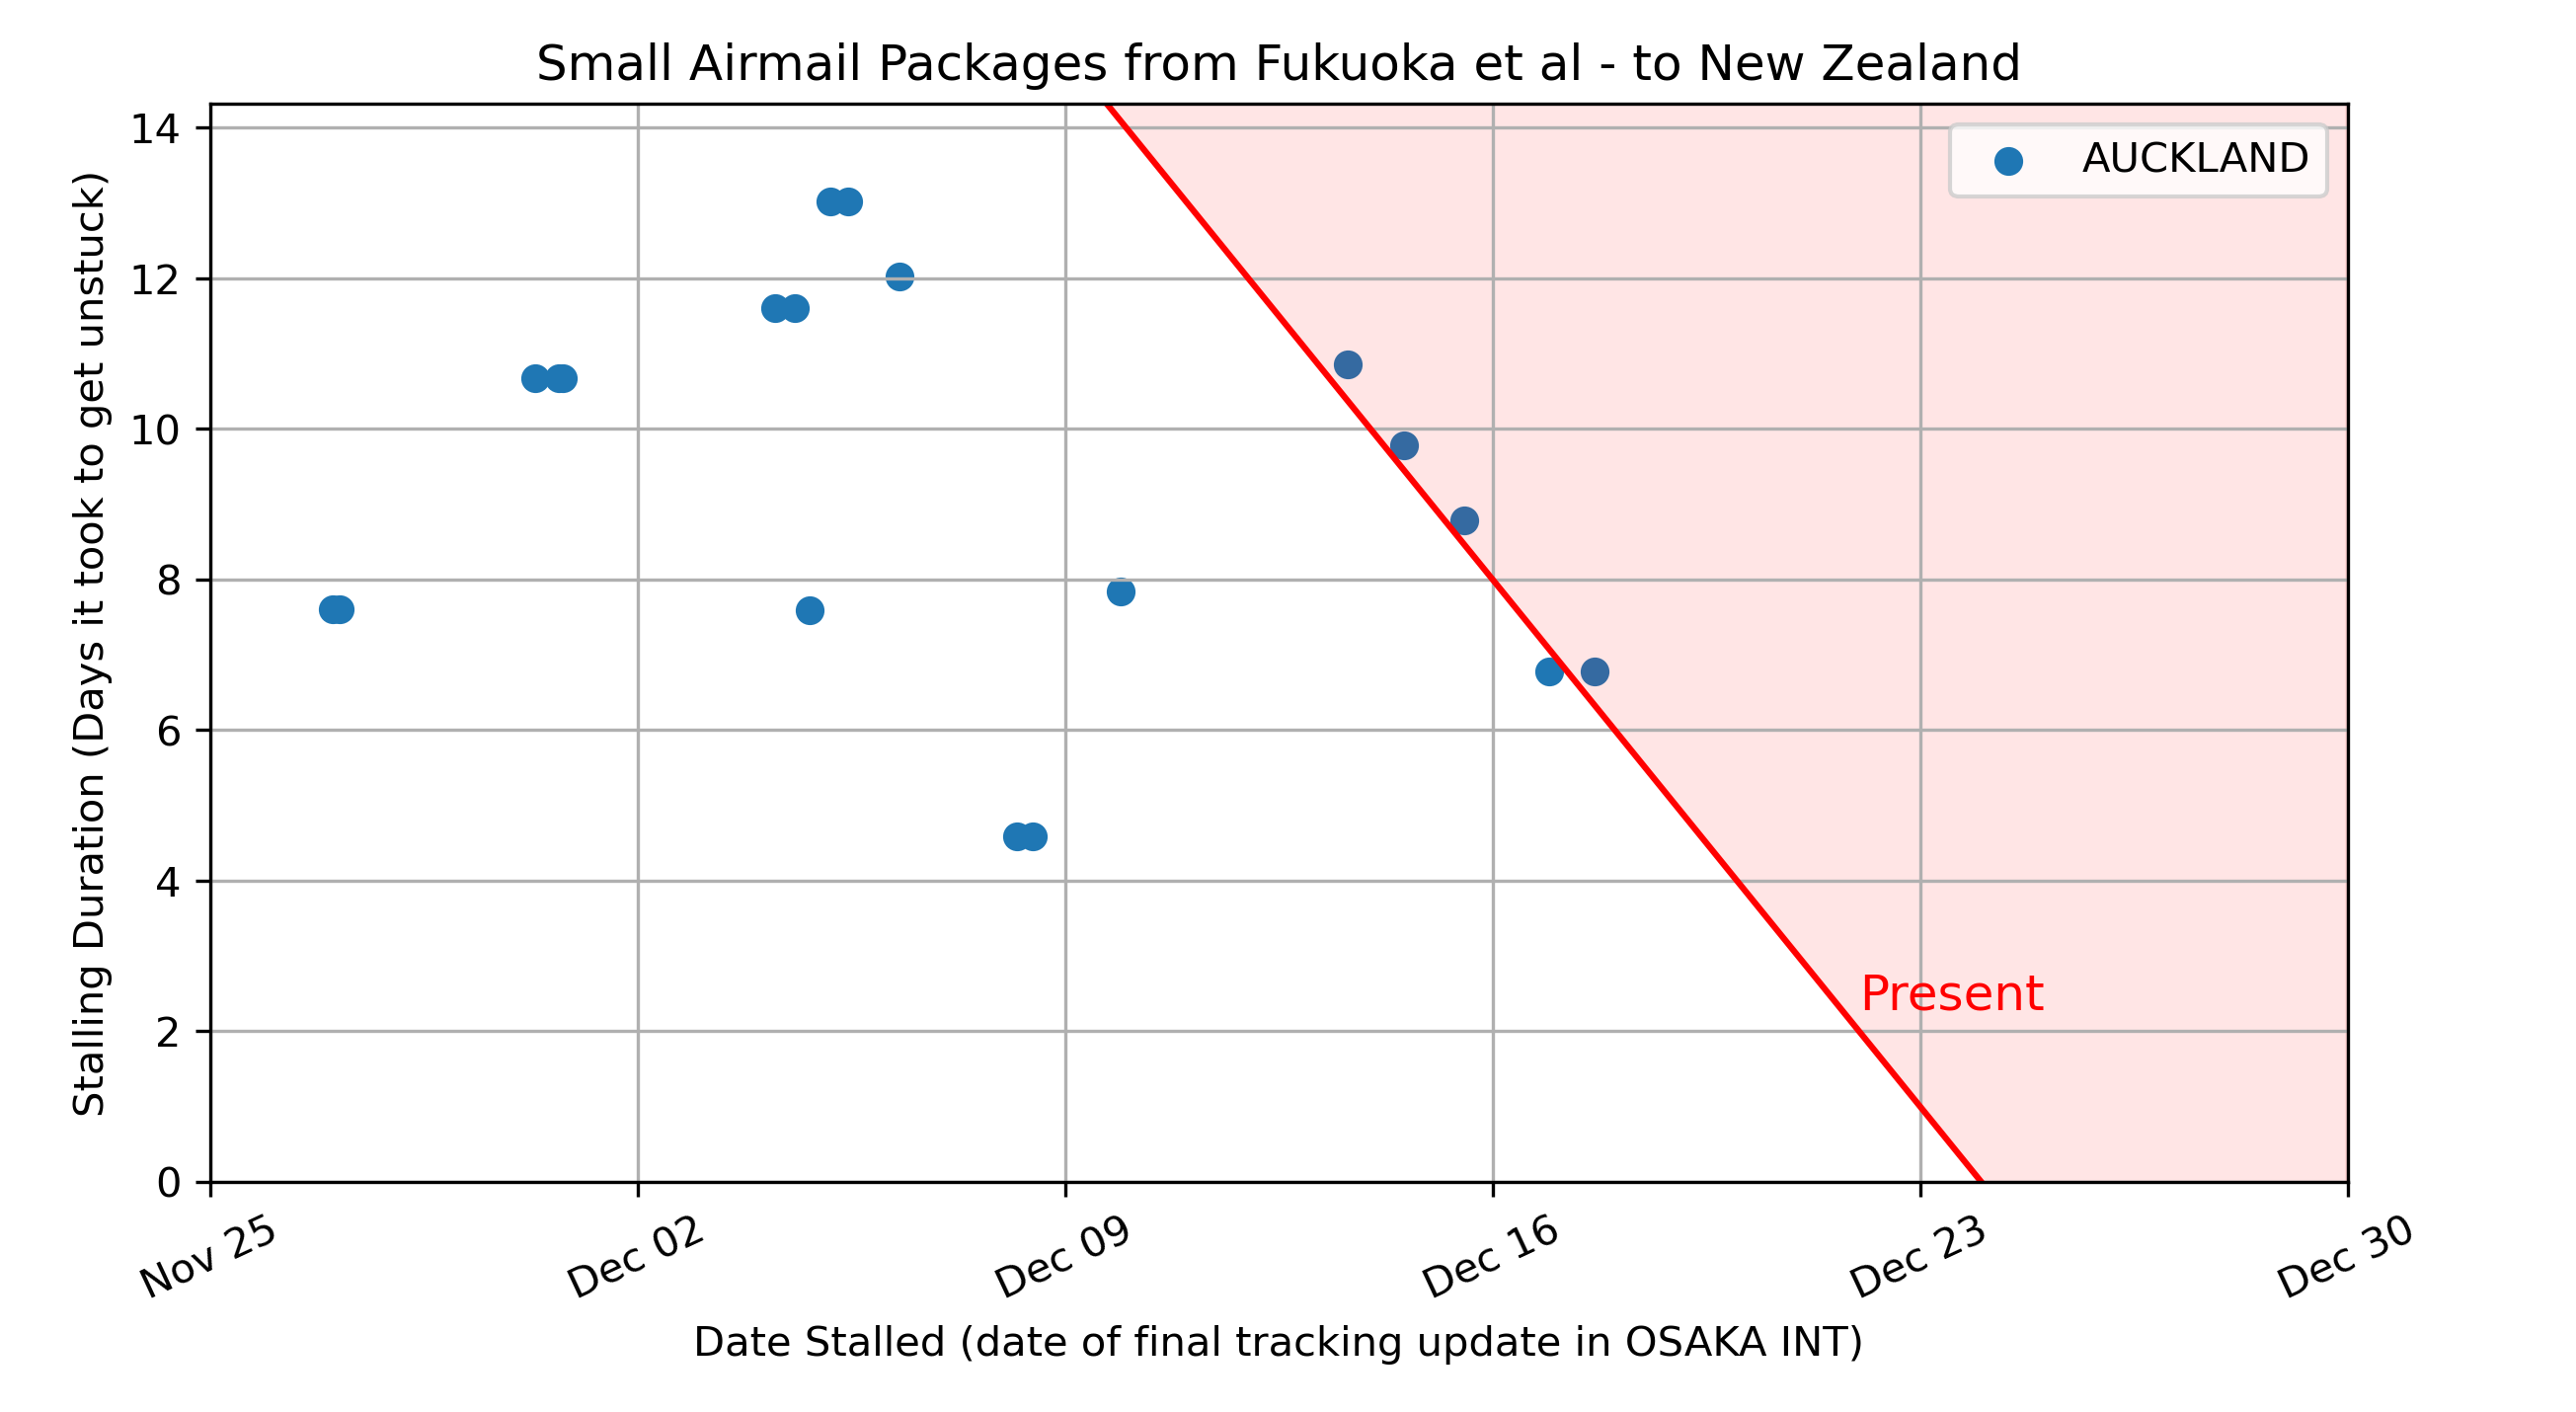 Small Airmail Packages from Fukuoka et al - to New Zealand
AUCKLAND
Stalling Duration (Days it took to get unstuck)
14
12
10
8
6
4
2
0
Present
Nov 25
Dec 02
Dec 09
Dec 16
Dec 23
Dec 30
Date Stalled (date of final tracking update in OSAKA INT)